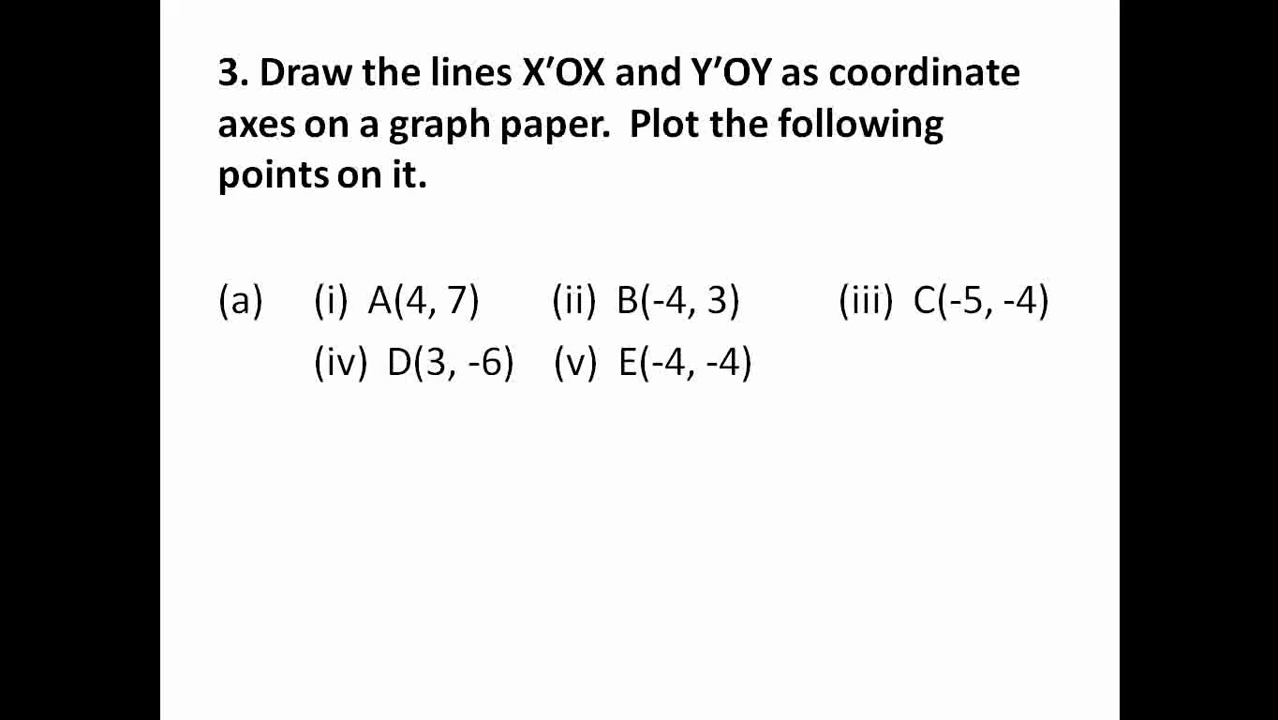 3. Draw the lines X′OX and Y′OY as coordinate
axes on a graph paper.  Plot the following
points on it.
(a) (i) A(4, 7) (ii) B(-4, 3) (iii) C(-5, -4)
(iv) D(3, -6) (v) E(-4, -4)